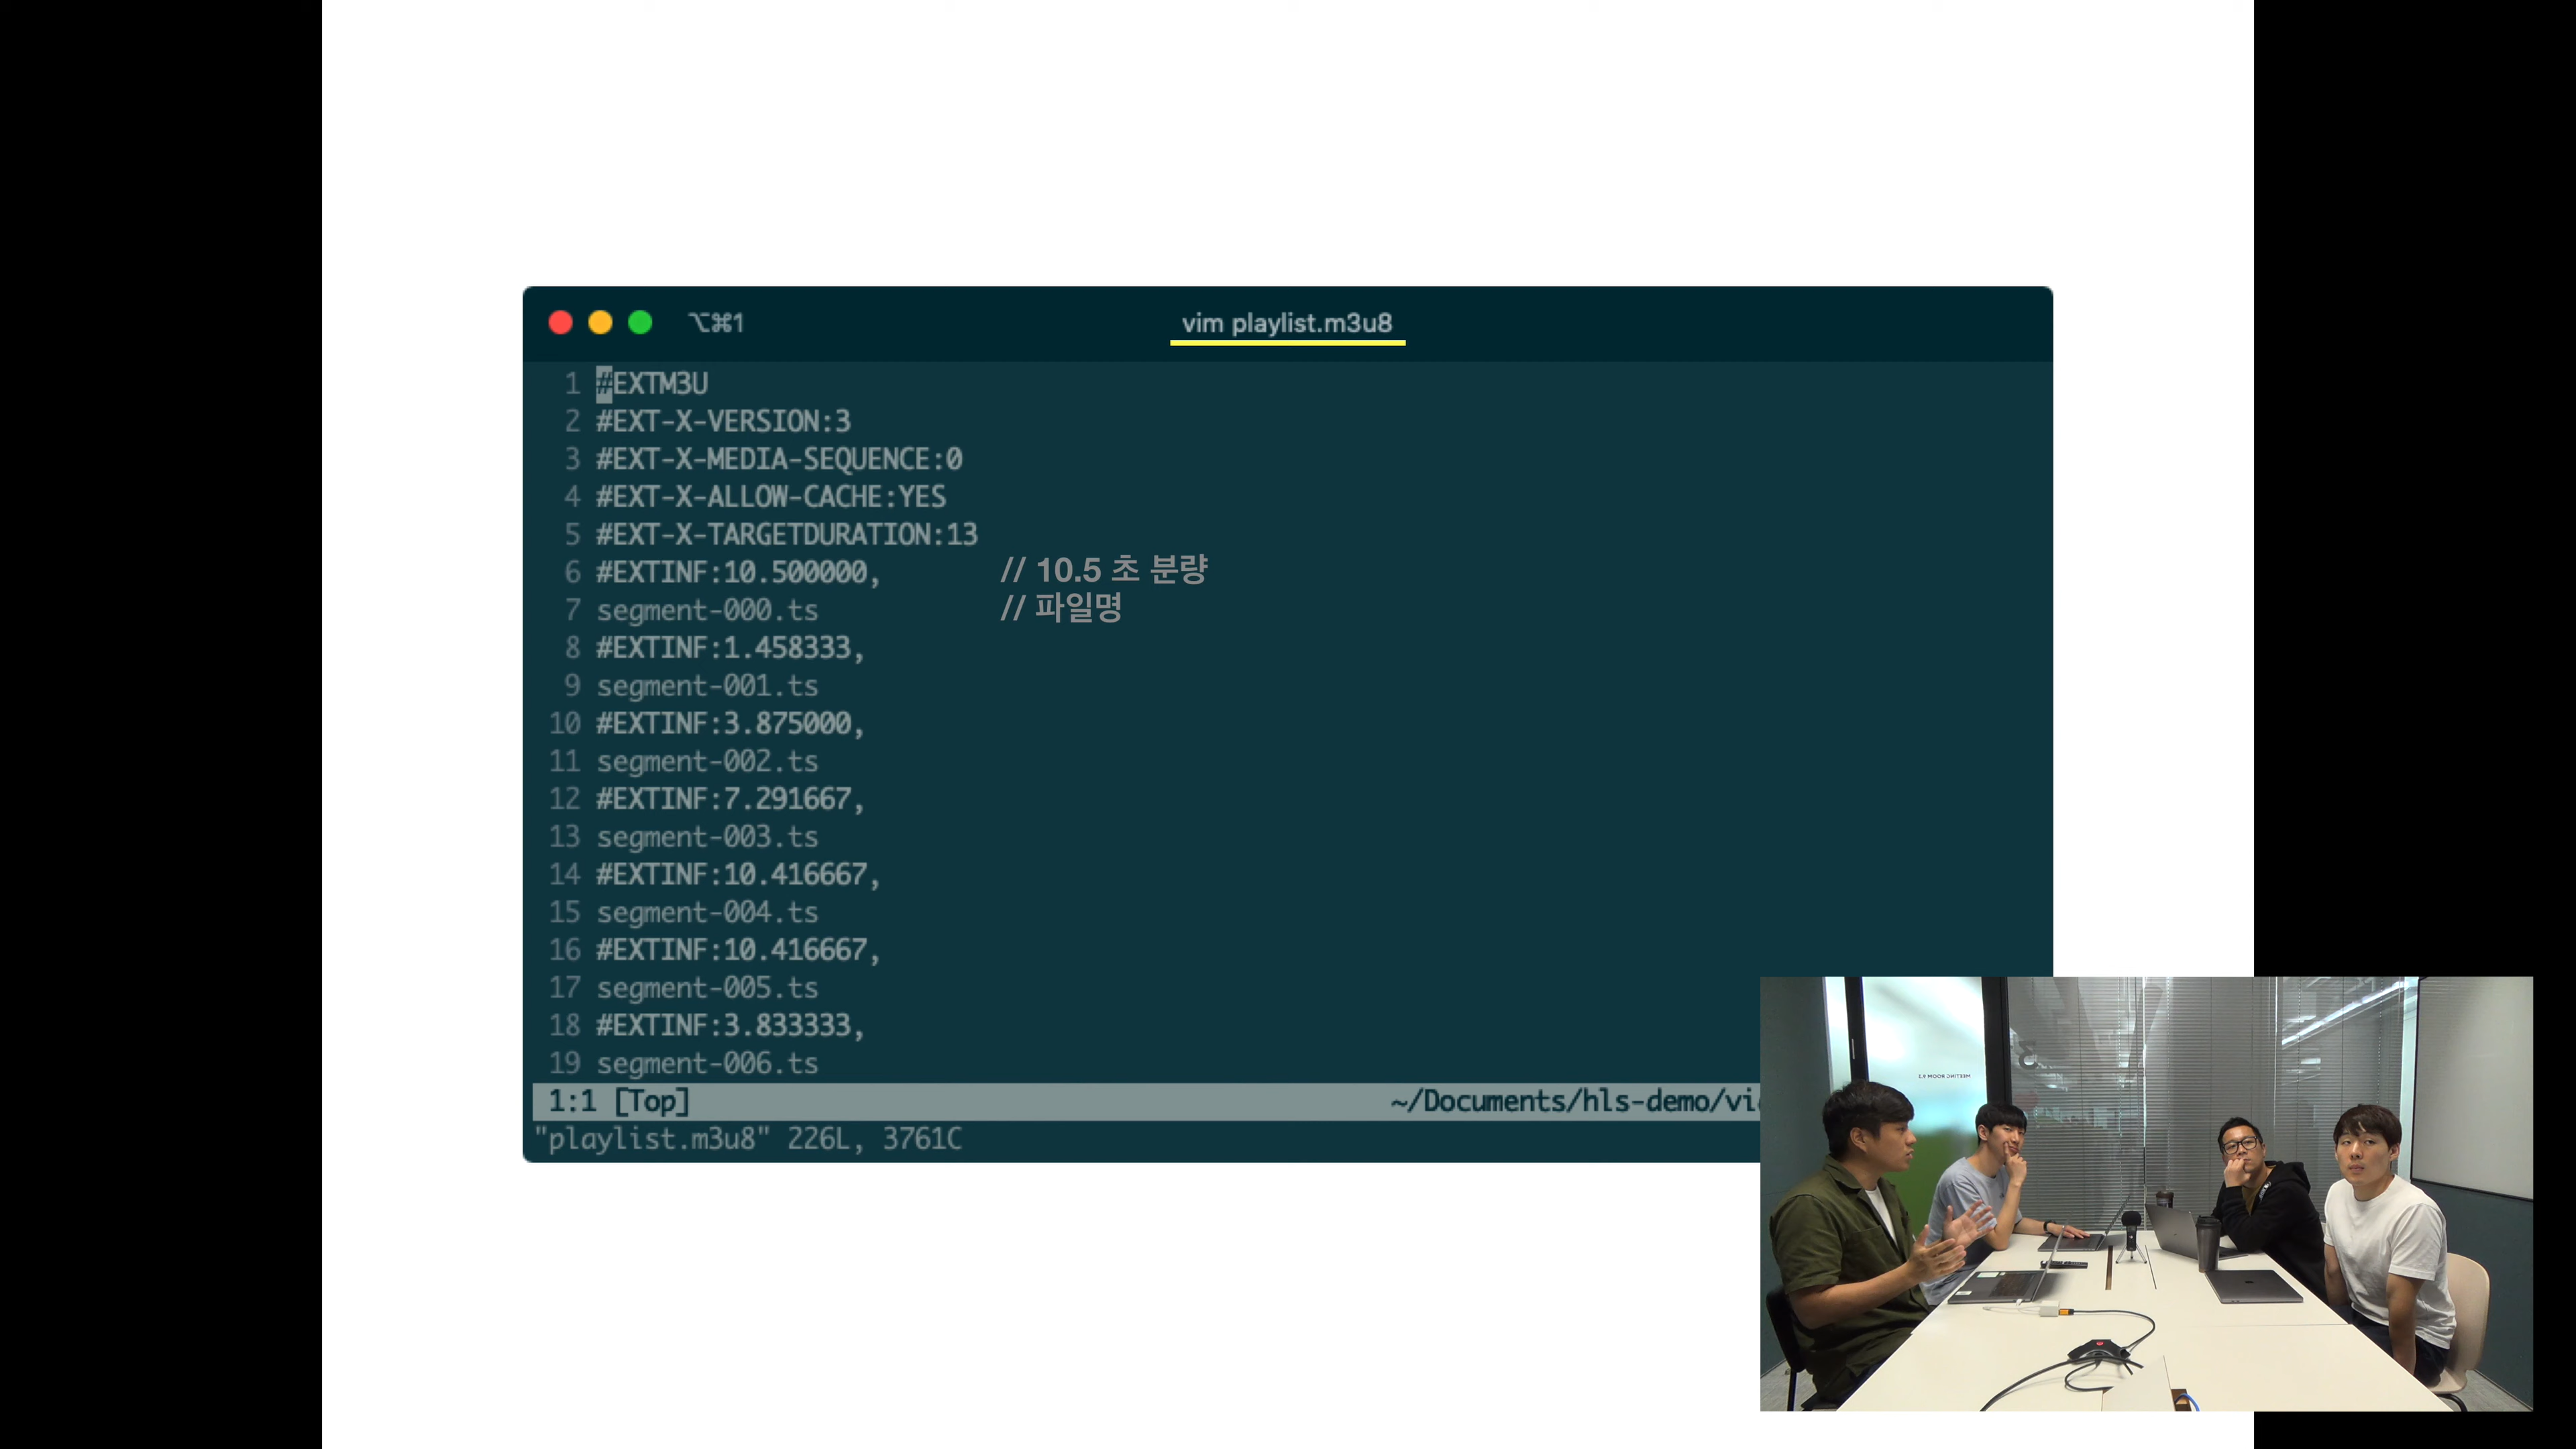 ⌥⌘1
vim playlist.m3u8
1 #EXTM3U
2 #EXT-X-VERSION:3
3 #EXT-X-MEDIA-SEQUENCE:0
4 #EXT-X-ALLOW-CACHE:YES
5 #EXT-X-TARGETDURATION:13
6 #EXTINF:10.500000, // 10.5 초 분량
7 segment-000.ts // 파일명
8 #EXTINF:1.458333,
9 segment-001.ts
10 #EXTINF:3.875000,
11 segment-002.ts
12 #EXTINF:7.291667,
13 segment-003.ts
14 #EXTINF:10.416667,
15 segment-004.ts
16 #EXTINF:10.416667,
17 segment-005.ts
18 #EXTINF:3.833333,
19 segment-006.ts
1:1 [Top] ~/Documents/hls-demo/vi
"playlist.m3u8" 226L, 3761C